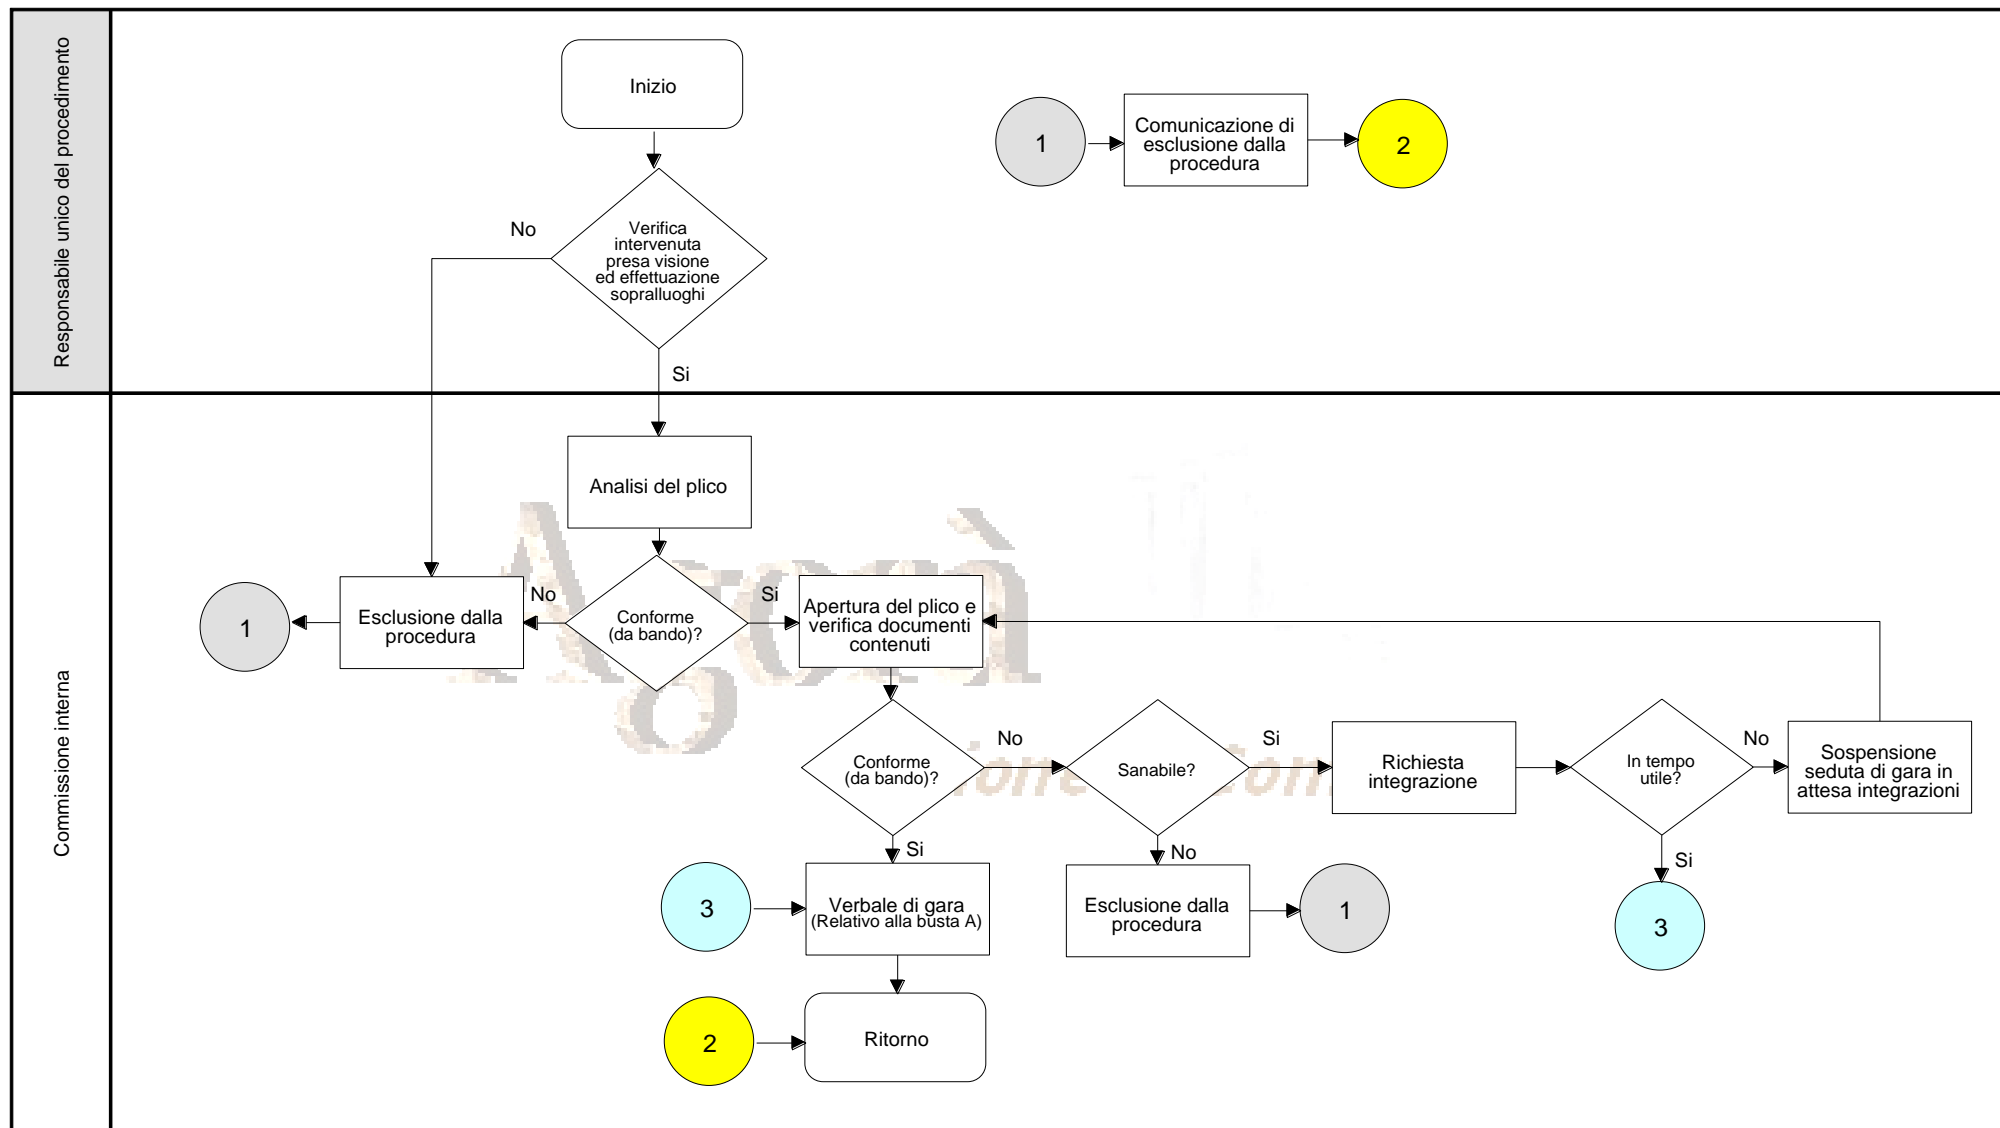 Responsabile unico del procedimento
Inizio
1
Comunicazione di
esclusione dalla
procedura
2
No
Verifica
intervenuta
presa visione
ed effettuazione
sopralluoghi
Si
Commissione interna
Analisi del plico
1
Esclusione dalla
procedura
No
Conforme
(da bando)?
Si
Apertura del plico e
verifica documenti
contenuti
Agorà
Conforme
(da bando)?
No
Sanabile?
Si
Richiesta
integrazione
In tempo
utile?
No
Sospensione
seduta di gara in
attesa integrazioni
Si
No
Si
3
Verbale di gara
(Relativo alla busta A)
Esclusione dalla
procedura
1
3
2
Ritorno